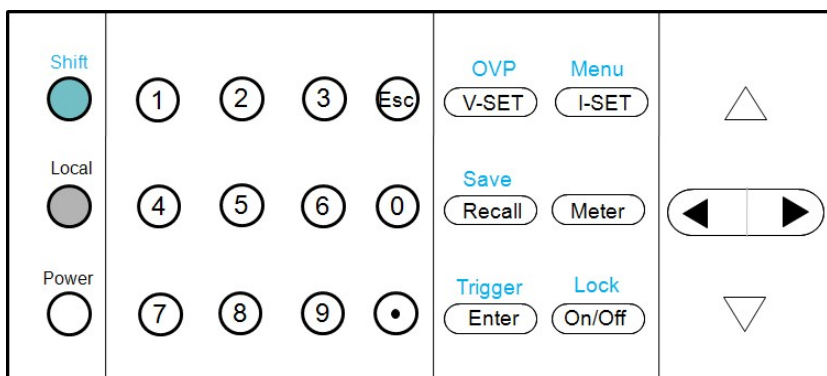 Shift OVP Menu
1 2 3 Esc V-SET I-SET
Local Save
4 5 6 0 Recall Meter
Power Trigger Lock
7 8 9 • Enter On/Off